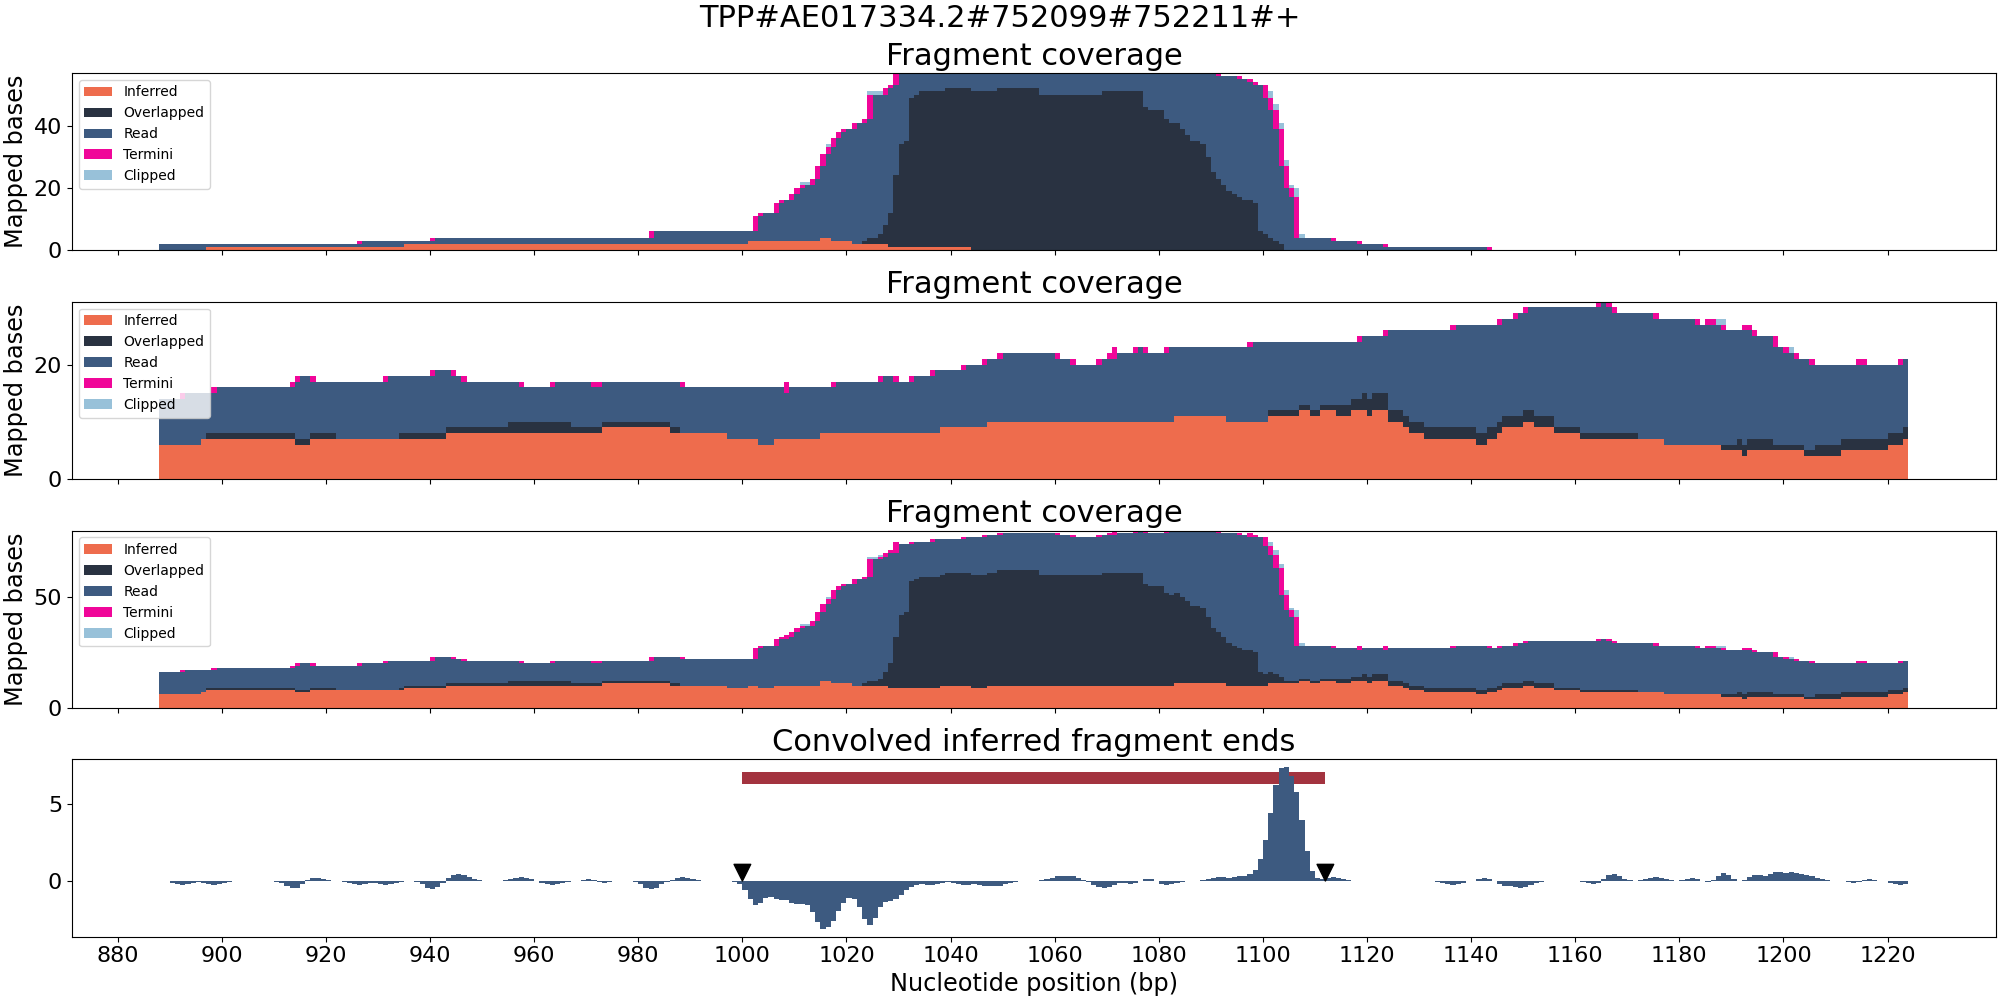 TPP#AE017334.2#752099#752211#+
Fragment coverage
Mapped bases
40
20
0
Inferred
Overlapped
Read
Termini
Clipped
Fragment coverage
Mapped bases
20
0
Inferred
Overlapped
Read
Termini
Clipped
Fragment coverage
Mapped bases
50
0
Inferred
Overlapped
Read
Termini
Clipped
Convolved inferred fragment ends
5
0
880 900 920 940 960 980 1000 1020 1040 1060 1080 1100 1120 1140 1160 1180 1200 1220
Nucleotide position (bp)